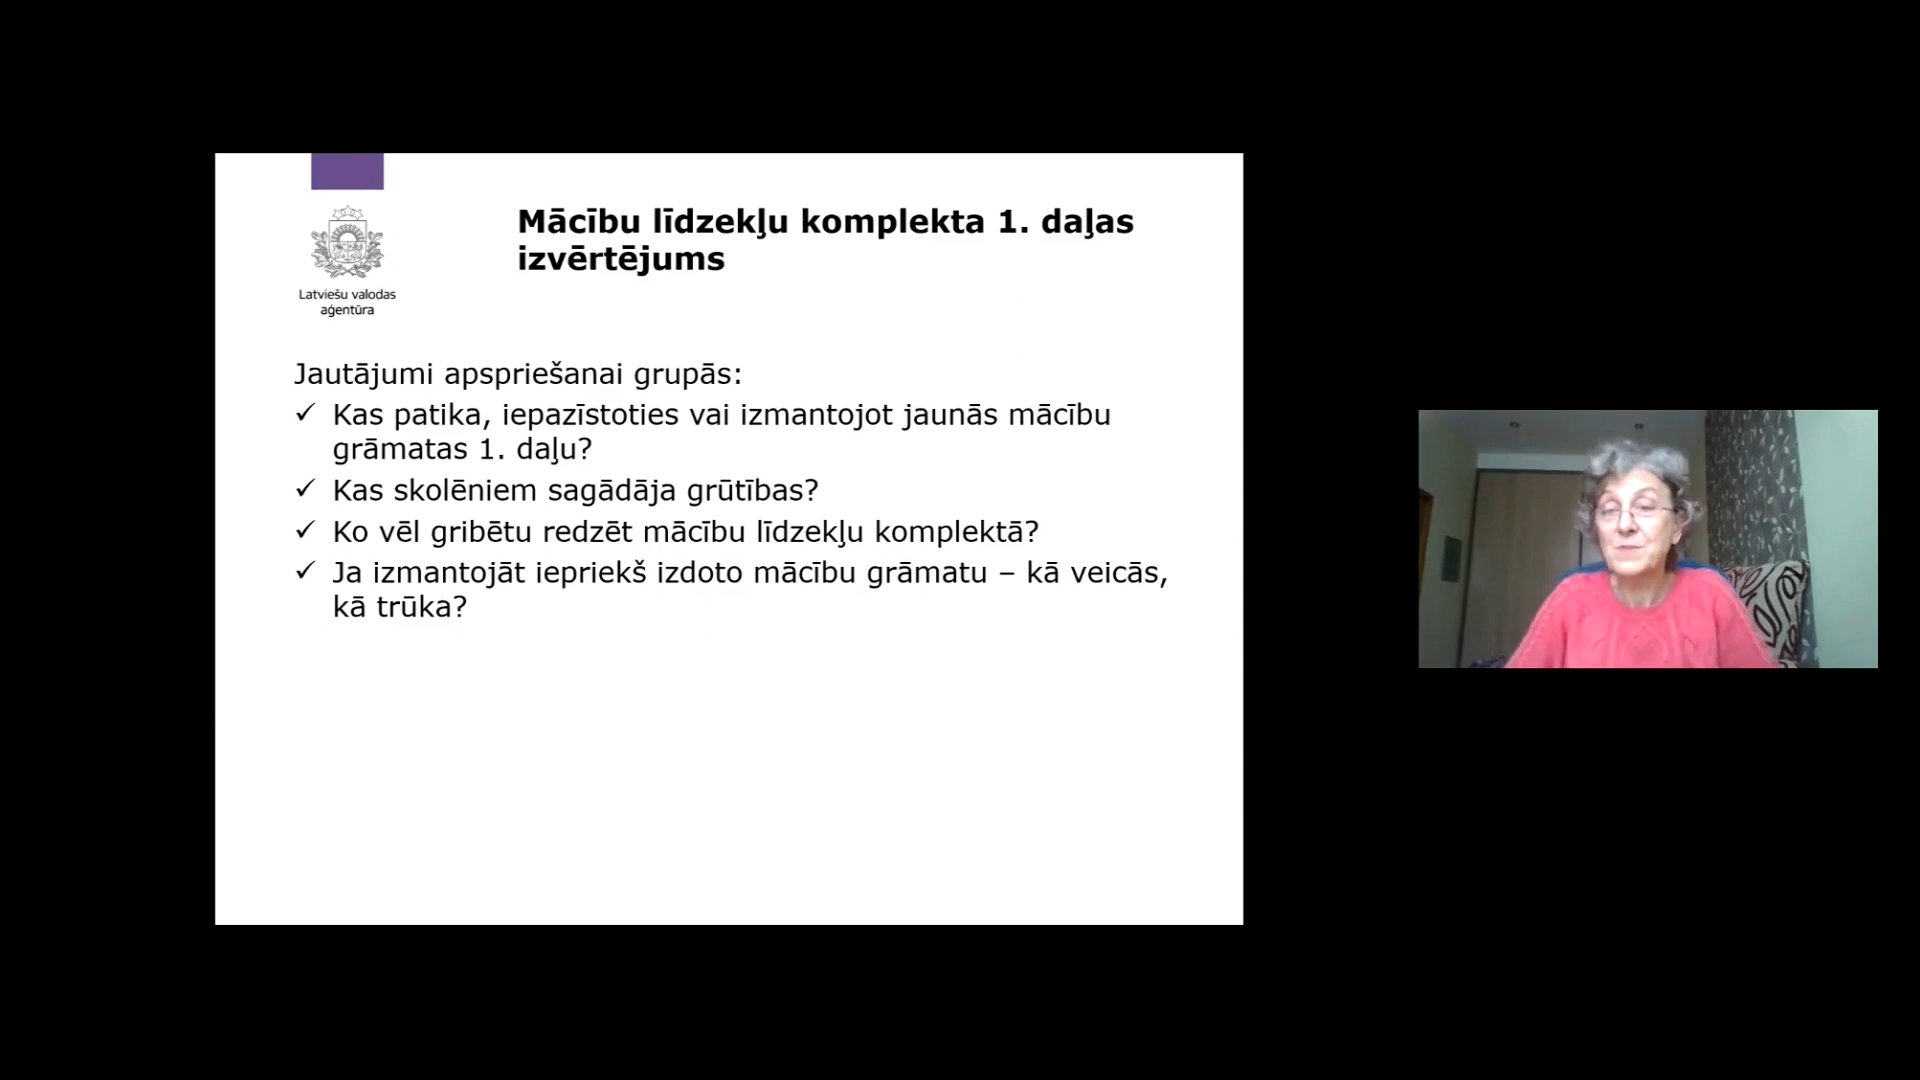 Mācību līdzekļu komplekta 1. daļas
izvērtējums
Latviešu valodas
aģentūra
Jautājumi apspriešanai grupās:
✓ Kas patika, iepazīstoties vai izmantojot jaunās mācību
grāmatas 1. daļu?
✓ Kas skolēniem sagādāja grūtības?
✓ Ko vēl gribētu redzēt mācību līdzekļu komplektā?
✓ Ja izmantojāt iepriekš izdoto mācību grāmatu – kā veicās,
kā trūka?